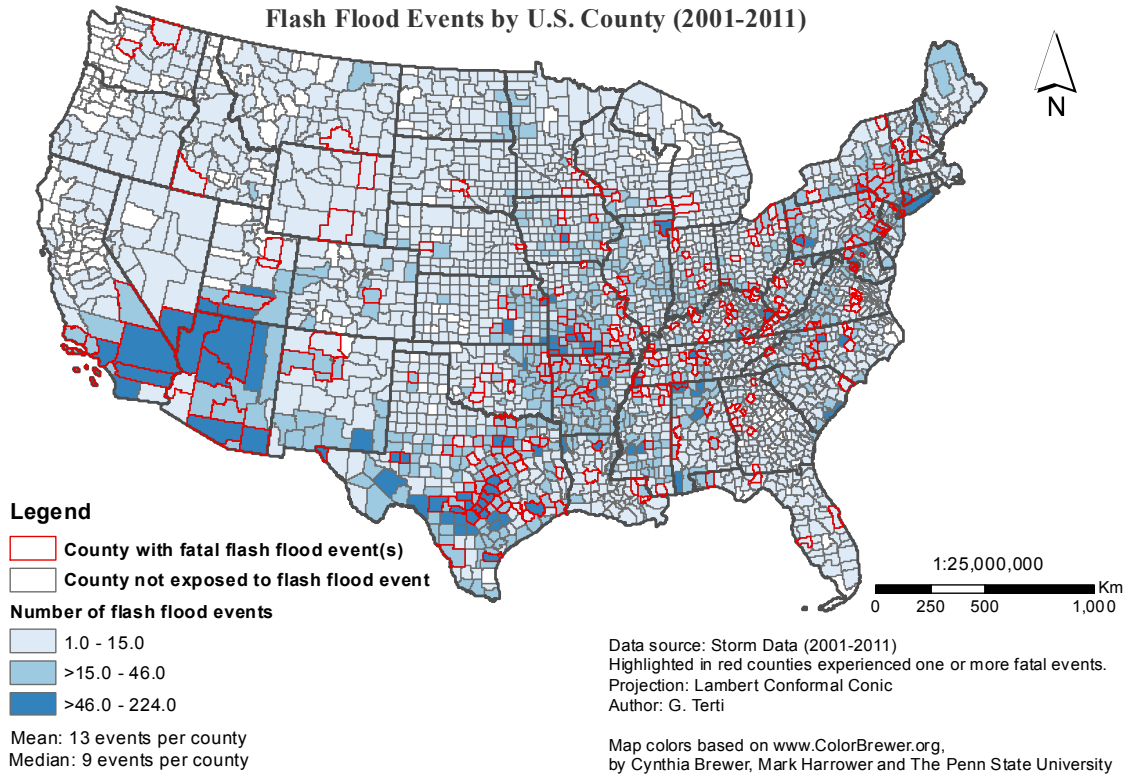 Flash Flood Events by U.S. County (2001-2011)
N
Legend
County with fatal flash flood event(s)
County not exposed to flash flood event
Number of flash flood events
1.0 - 15.0
>15.0 - 46.0
>46.0 - 224.0
Mean: 13 events per county
Median: 9 events per county
1:25,000,000
Km
0 250 500 1,000
Data source: Storm Data (2001-2011)
Highlighted in red counties experienced one or more fatal events.
Projection: Lambert Conformal Conic
Author: G. Terti
Map colors based on www.ColorBrewer.org,
by Cynthia Brewer, Mark Harrower and The Penn State University